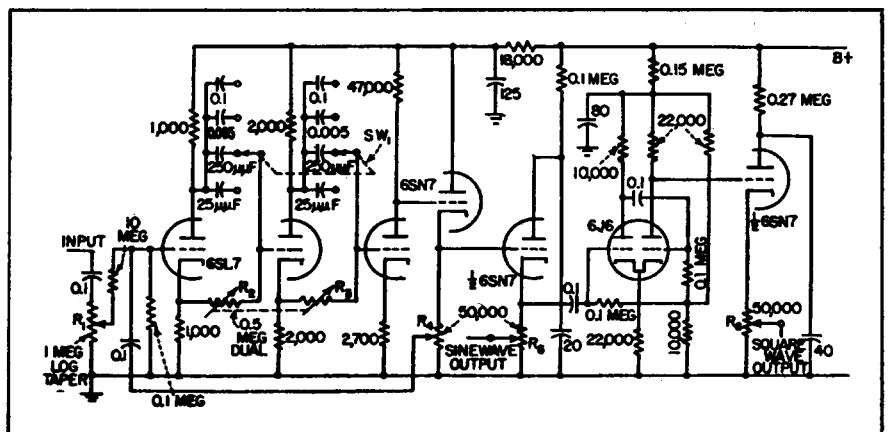 18,000
B+
0.1 MEG
0.15 MEG
47,000
125
0.1
0.1
0.27 MEG
80
22,000
1,000
0.005
2,000
0.005
SW1
10,000
250μμF
250μμF
6SN7
0.1
25μμF
25μμF
½6SN7
10 MEG
6J6
INPUT
6SL7
½6SN7
0.1 MEG
0.1
R2
R3
0.1
0.1 MEG
R1
1,000
0.5 MEG DUAL
2,000
2,700
R4
50,000
R6
20
22,000
10,000
R5
50,000
SQUARE WAVE OUTPUT
40
1 MEG LOG TAPER
0.1
SINEWAVE OUTPUT
0.1 MEG